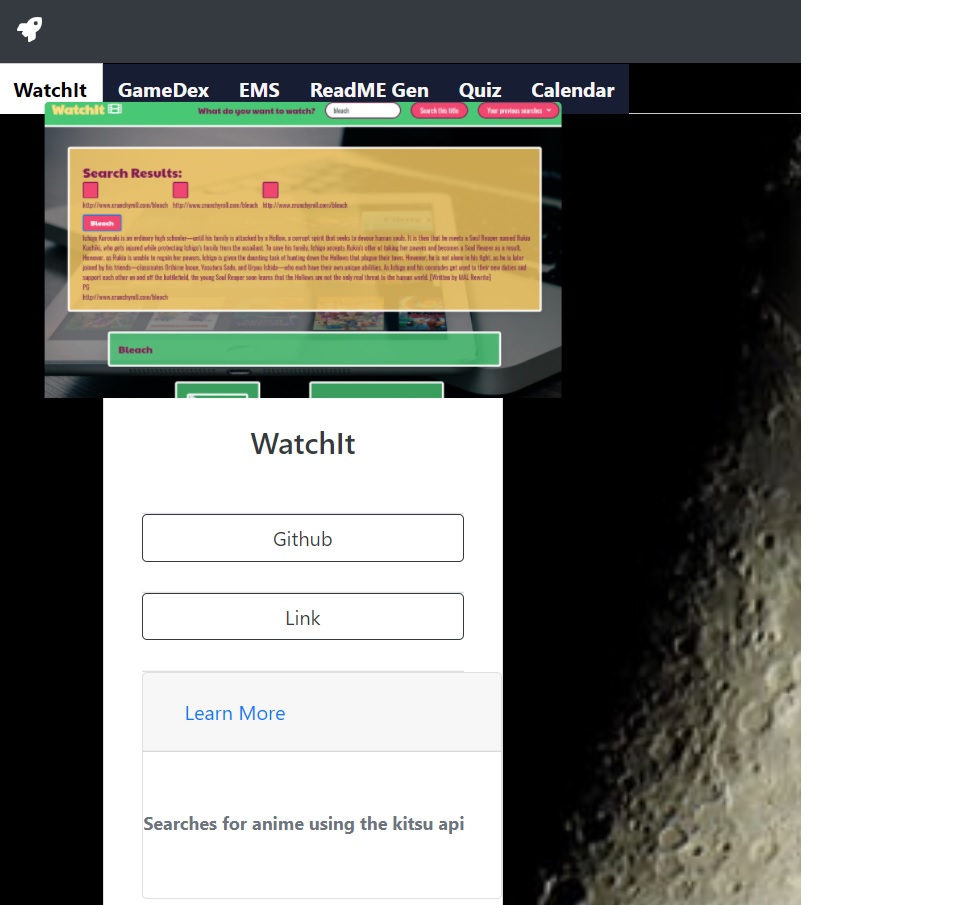 WatchIt GameDex EMS ReadME Gen Quiz Calendar
WatchIt What do you want to watch? bleach Search this title Your previous searches
Search Results:
http://www.crunchyroll.com/bleach http://www.crunchyroll.com/bleach http://www.crunchyroll.com/bleach
Bleach
Ichigo Kurosaki is an ordinary high schooler—until his family is attacked by a Hollow, a corrupt spirit that seeks to devour human souls. It is then that he meets a Soul Reaper named Rukia
Kuchiki, who gets injured while protecting Ichigo's family from the assailant. To save his family, Ichigo accepts Rukia's offer of taking her powers and becomes a Soul Reaper as a result.
However, as Rukia is unable to regain her powers, Ichigo is given the daunting task of hunting down the Hollows that plague their town. However, he is not alone in his fight, as he is later
joined by his friends—classmates Orihime Inoue, Yasutora Sado, and Uryuu Ishida—who each have their own unique abilities. As Ichigo and his comrades get used to their new duties and
support each other on and off the battlefield, the young Soul Reaper soon learns that the Hollows are not the only real threat to the human world. [Written by MAL Rewrite]
PG
http://www.crunchyroll.com/bleach
Bleach
WatchIt
Github
Link
Learn More
Searches for anime using the kitsu api